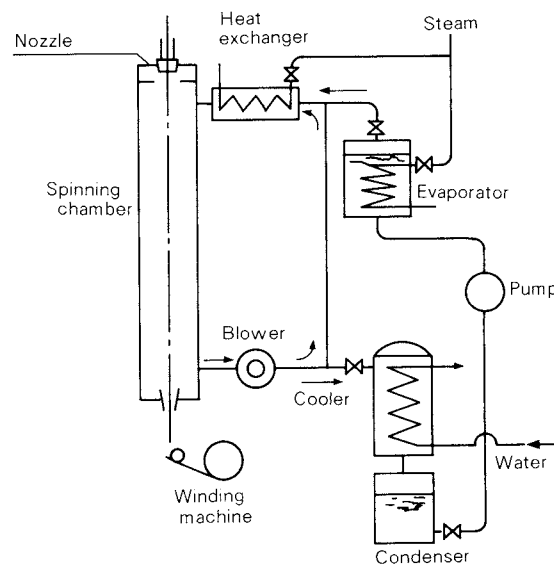 Heat
exchanger
Steam
Nozzle
Spinning
chamber
Evaporator
Pump
Blower
Cooler
Water
Winding
machine
Condenser